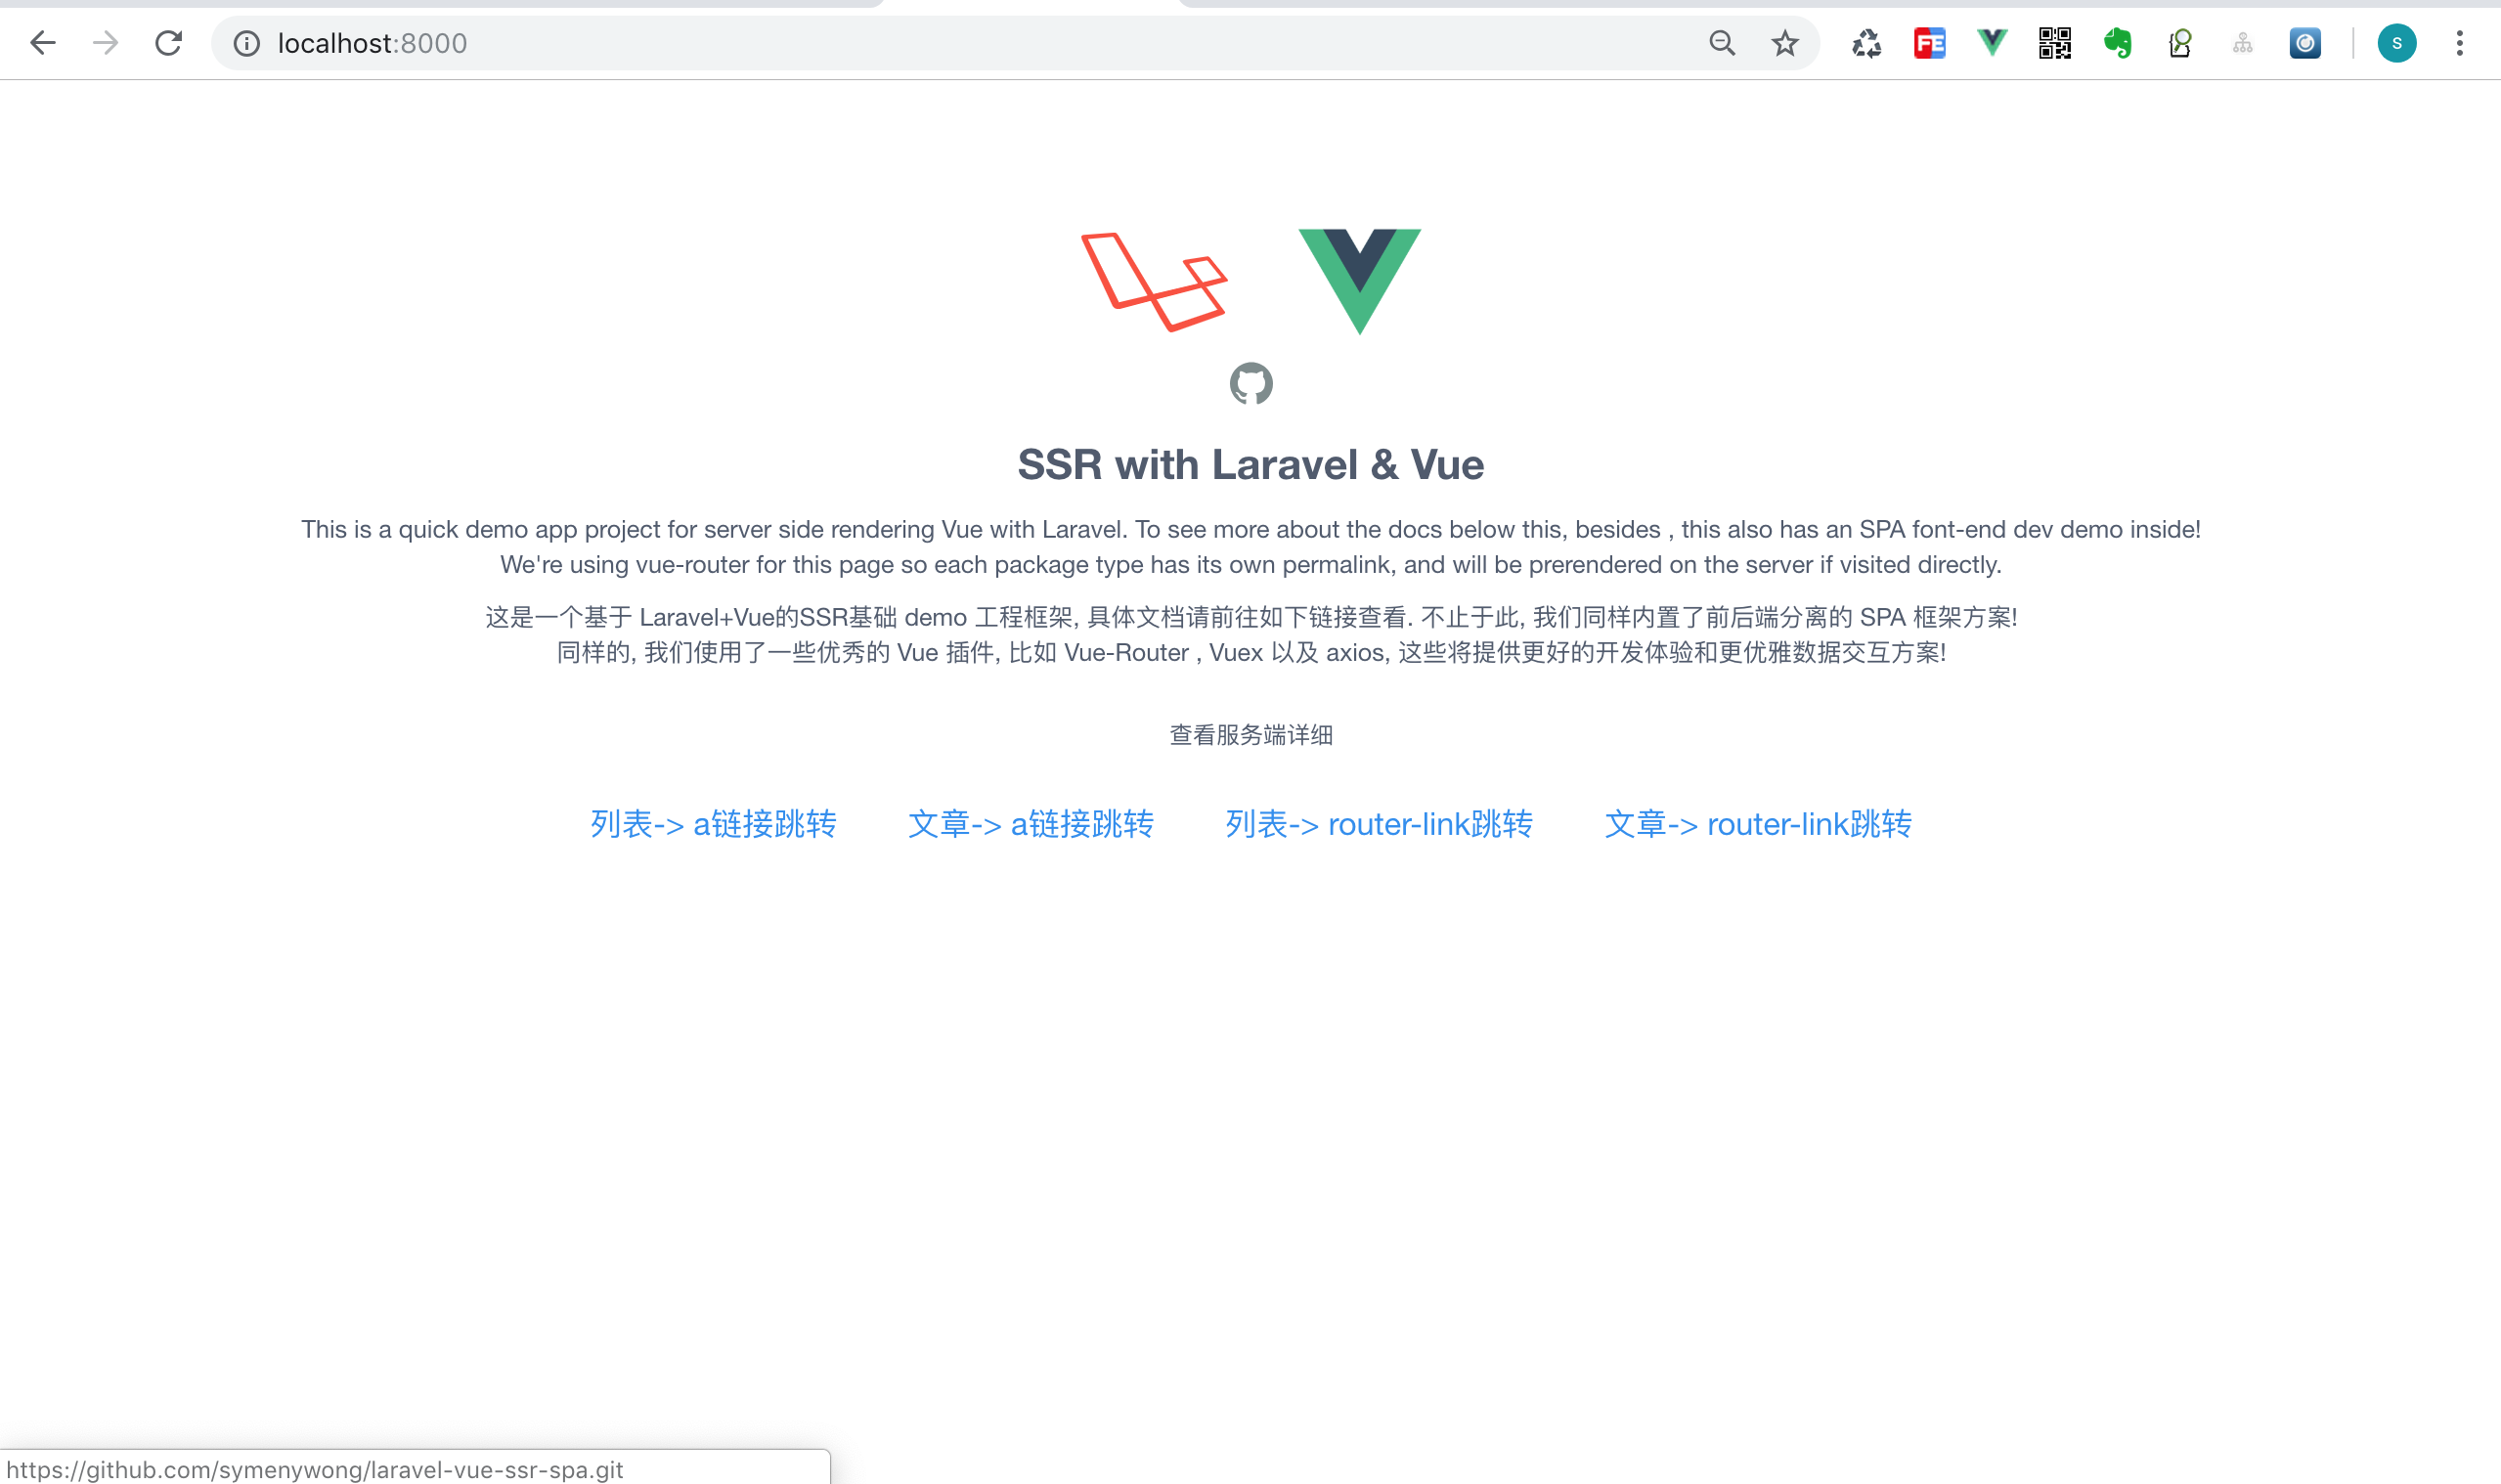 localhost:8000
FE
s
SSR with Laravel & Vue
This is a quick demo app project for server side rendering Vue with Laravel. To see more about the docs below this, besides , this also has an SPA font-end dev demo inside!
We're using vue-router for this page so each package type has its own permalink, and will be prerendered on the server if visited directly.
这是一个基于 Laravel+Vue的SSR基础 demo 工程框架, 具体文档请前往如下链接查看. 不止于此, 我们同样内置了前后端分离的 SPA 框架方案!
同样的, 我们使用了一些优秀的 Vue 插件, 比如 Vue-Router , Vuex 以及 axios, 这些将提供更好的开发体验和更优雅数据交互方案!
查看服务端详细
列表-> a链接跳转 文章-> a链接跳转 列表-> router-link跳转 文章-> router-link跳转
https://github.com/symenywong/laravel-vue-ssr-spa.git